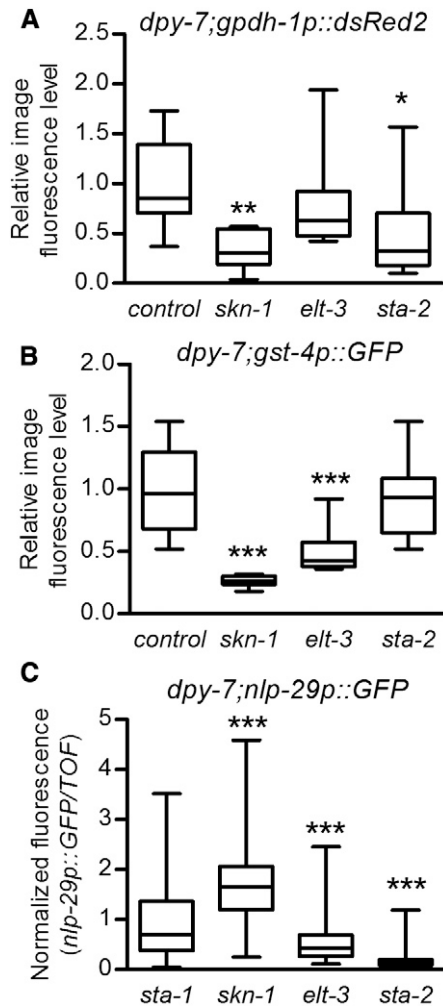 A
dpy-7;gpdh-1p::dsRed2
Relative image
fluorescence level
2.5
2.0
1.5
1.0
0.5
0.0
**
*
control skn-1 elt-3 sta-2
B
dpy-7;gst-4p::GFP
Relative image
fluorescence level
2.0
1.5
1.0
0.5
0.0
***
***
control skn-1 elt-3 sta-2
C
dpy-7;nlp-29p::GFP
Normalized fluorescence
(nlp-29p::GFP/TOF)
5
4
3
2
1
0
***
***
***
sta-1 skn-1 elt-3 sta-2